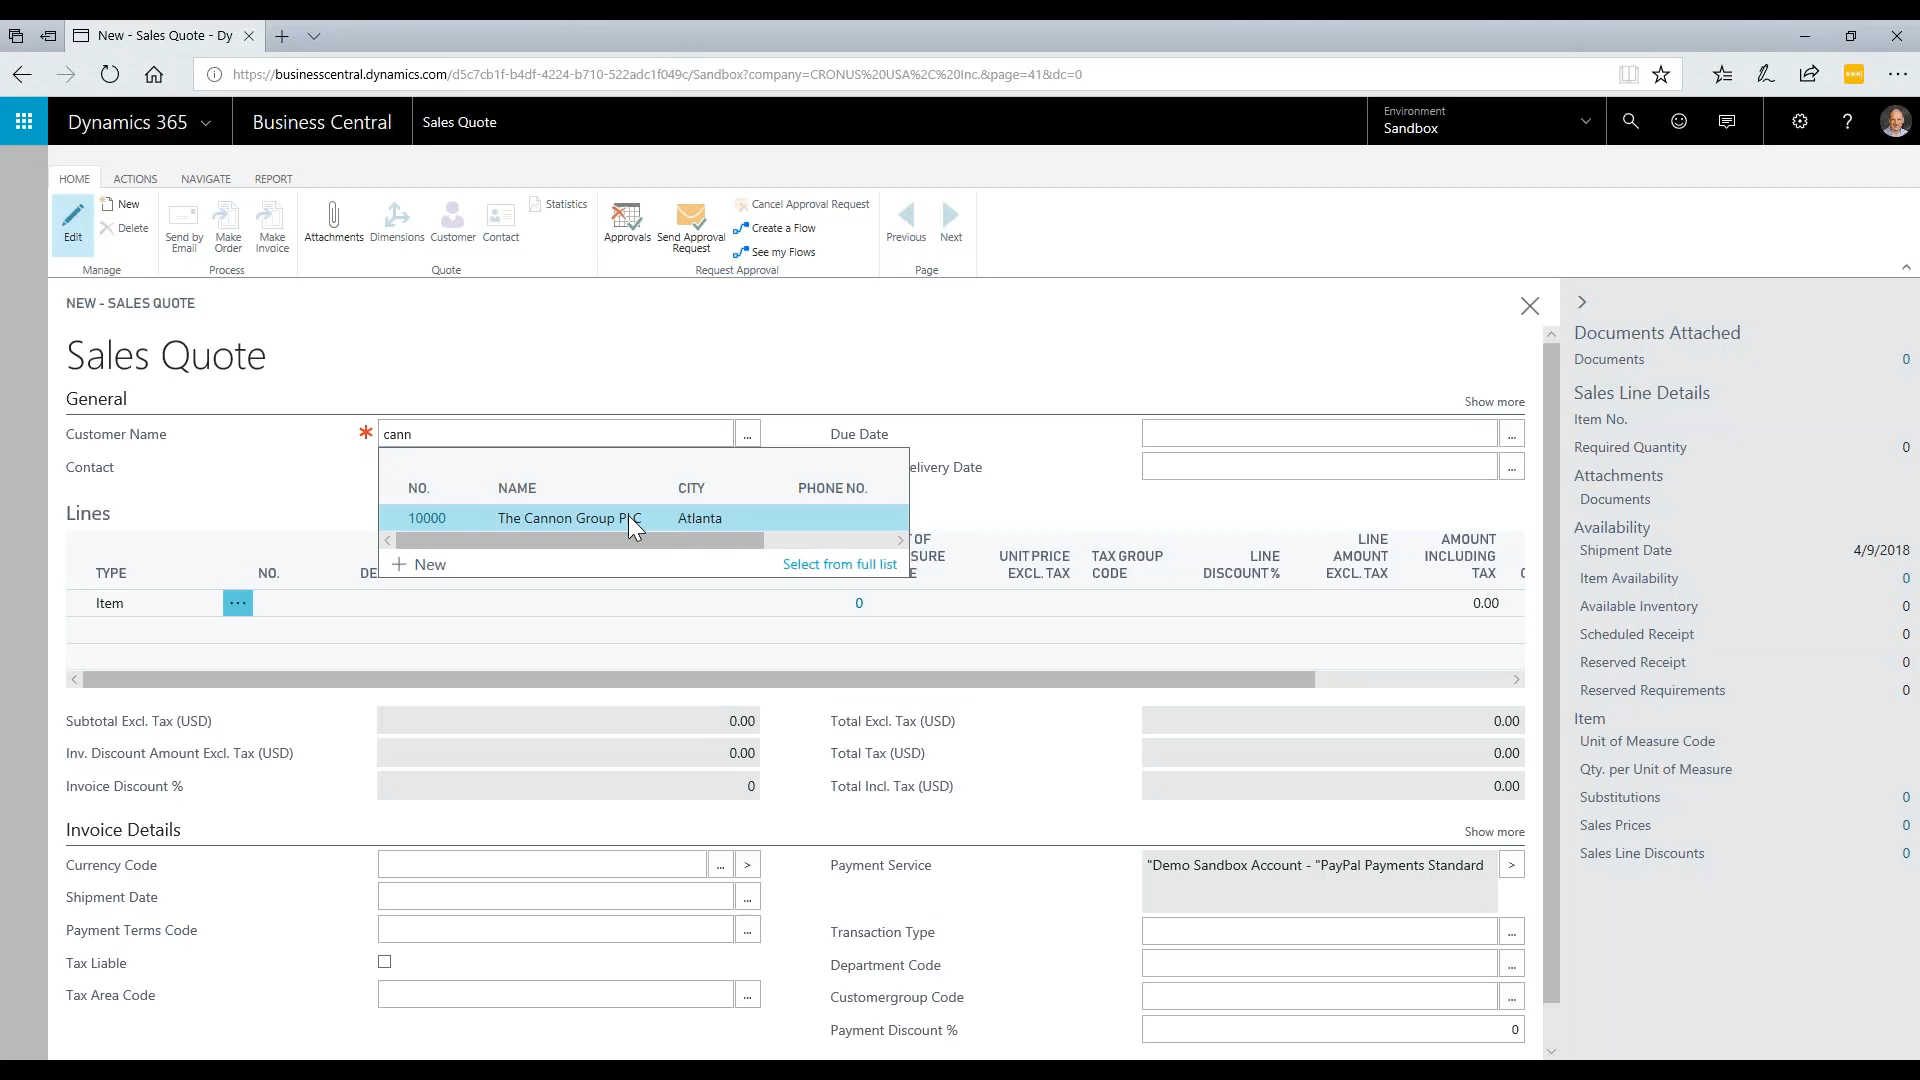 New - Sales Quote - Dy
https://businesscentral.dynamics.com/d5c7cb1f-b4df-4224-b710-522adc1f049c/Sandbox?company=CRONUS%20USA%2C%20Inc.&page=41&dc=0
Dynamics 365
Business Central
Sales Quote
Environment
Sandbox
?
HOME
ACTIONS
NAVIGATE
REPORT
Edit
New
Delete
Manage
Send by
Email
Make
Order
Make
Invoice
Process
Attachments
Dimensions
Customer
Contact
Statistics
Quote
Approvals
Send Approval
Request
Cancel Approval Request
Create a Flow
See my Flows
Request Approval
Previous
Next
Page
NEW - SALES QUOTE
Sales Quote
General
Show more
Customer Name
* cann ...
Due Date
...
Contact
elivery Date
...
NO. NAME CITY PHONE NO.
10000 The Cannon Group PLC Atlanta
+ New
Select from full list
Lines
TYPE
NO.
DE
OF
SURE
E
UNIT PRICE
EXCL. TAX
TAX GROUP
CODE
LINE
DISCOUNT %
LINE
AMOUNT
EXCL. TAX
AMOUNT
INCLUDING
TAX
Item ... 0 0.00
Subtotal Excl. Tax (USD) 0.00
Total Excl. Tax (USD) 0.00
Inv. Discount Amount Excl. Tax (USD) 0.00
Total Tax (USD) 0.00
Invoice Discount % 0
Total Incl. Tax (USD) 0.00
Invoice Details
Show more
Currency Code ... >
Payment Service "Demo Sandbox Account - "PayPal Payments Standard >
Shipment Date ...
Payment Terms Code ...
Transaction Type ...
Tax Liable
Department Code ...
Tax Area Code ...
Customergroup Code ...
Payment Discount % 0
Documents Attached
Documents 0
Sales Line Details
Item No.
Required Quantity 0
Attachments
Documents
Availability
Shipment Date 4/9/2018
Item Availability 0
Available Inventory 0
Scheduled Receipt 0
Reserved Receipt 0
Reserved Requirements 0
Item
Unit of Measure Code
Qty. per Unit of Measure
Substitutions 0
Sales Prices 0
Sales Line Discounts 0